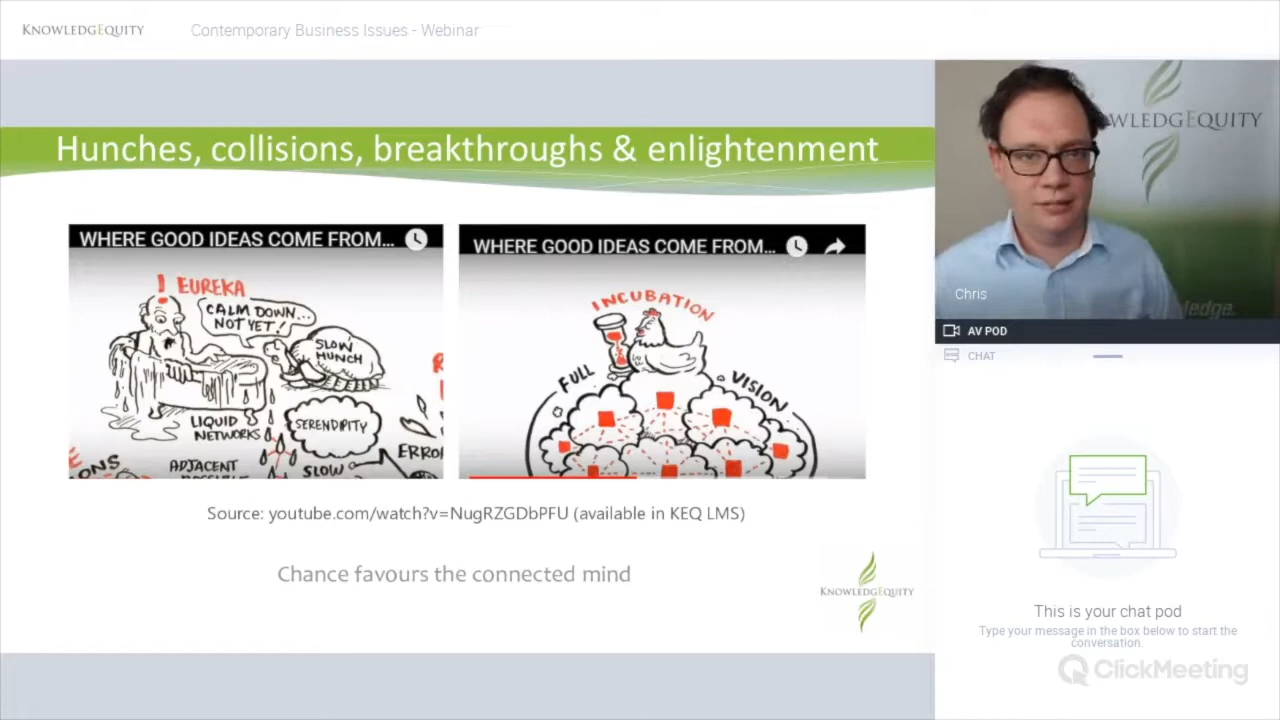 KNOWLEDGEQUITY
Contemporary Business Issues - Webinar
Hunches, collisions, breakthroughs & enlightenment
WHERE GOOD IDEAS COME FROM...
! EUREKA
CALM DOWN...
NOT YET!
SLOW
HUNCH
LIQUID
NETWORKS
SERENDIPITY
ADJACENT
SLOW
WHERE GOOD IDEAS COME FROM...
INCUBATION
FULL
VISION
Source: youtube.com/watch?v=NugRZGDbPFU (available in KEQ LMS)
Chance favours the connected mind
KNOWLEDGEQUITY
WLEDGEQUITY
Chris
ledge.
AV POD
CHAT
This is your chat pod
Type your message in the box below to start the
conversation.
ClickMeeting